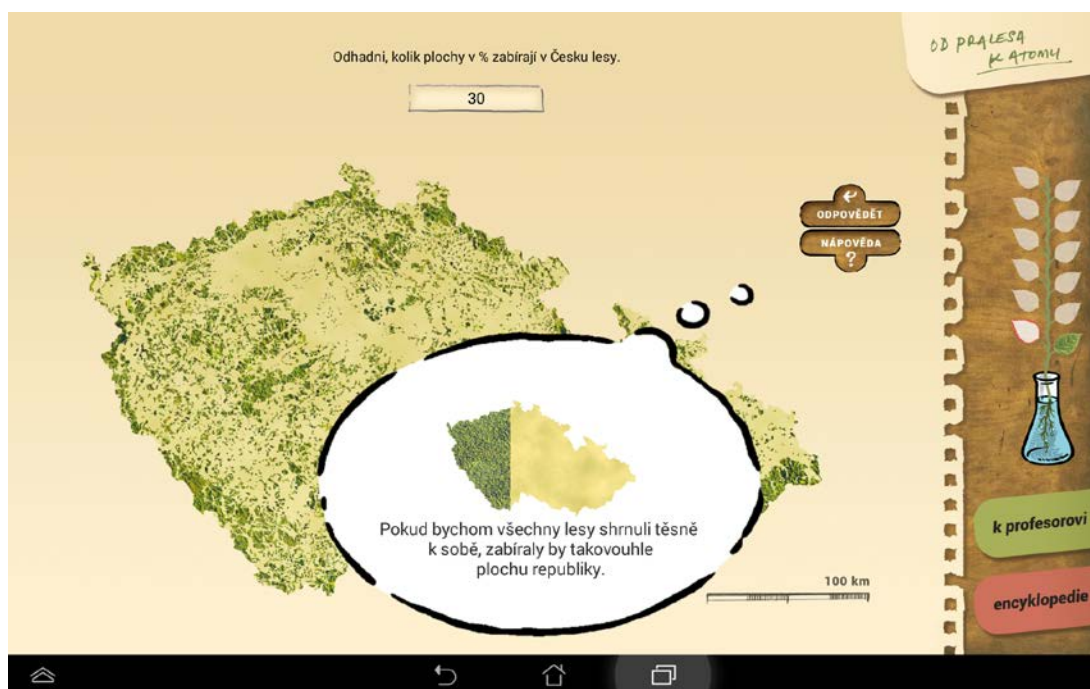 Odhadni, kolik plochy v % zabírají v Česku lesy.
30
OD PRALESA
K ATOMU
ODPOVĚDĚT
NÁPOVĚDA
?
Pokud bychom všechny lesy shrnuli těsně
k sobě, zabíraly by takovouhle
plochu republiky.
100 km
k profesorovi
encyklopedie